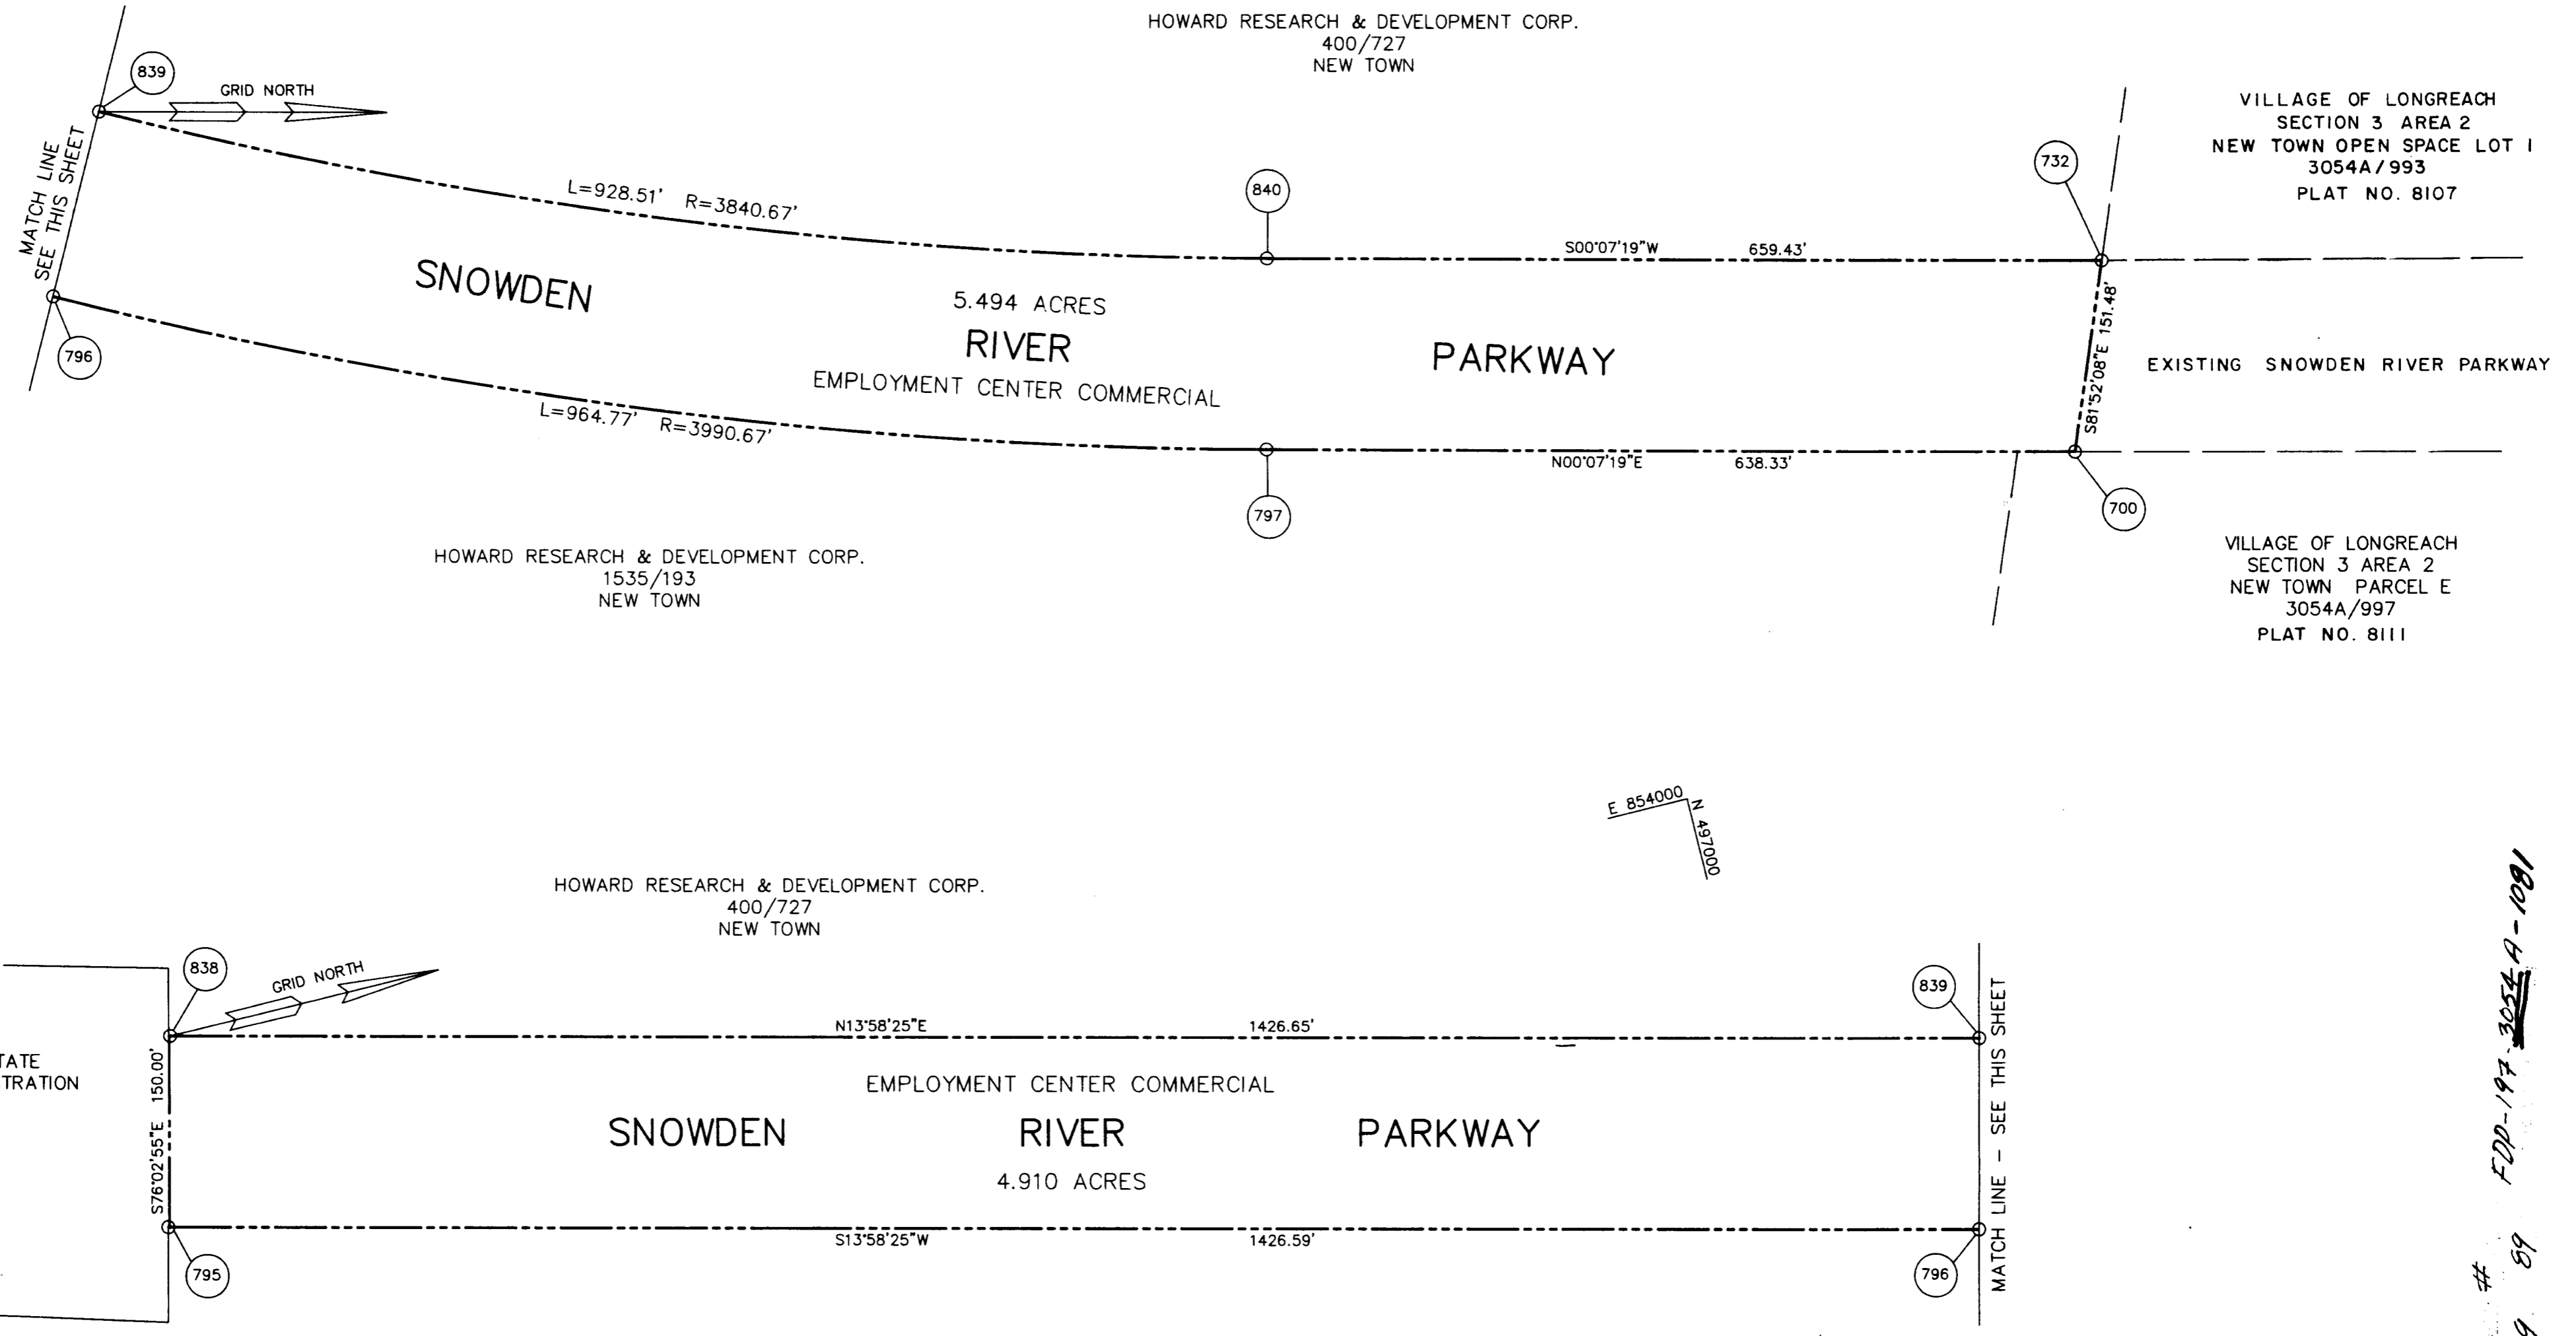 HOWARD RESEARCH & DEVELOPMENT CORP.
400/727
NEW TOWN
839
GRID NORTH
MATCH LINE
SEE THIS SHEET
796
L=928.51' R=3840.67'
840
732
VILLAGE OF LONGREACH
SECTION 3 AREA 2
NEW TOWN OPEN SPACE LOT 1
3054A/993
PLAT NO. 8107
S00°07'19"W 659.43'
SNOWDEN
5.494 ACRES
RIVER
EMPLOYMENT CENTER COMMERCIAL
PARKWAY
S81°52'08"E 151.48'
EXISTING SNOWDEN RIVER PARKWAY
L=964.77' R=3990.67'
N00°07'19"E 638.33'
797
700
HOWARD RESEARCH & DEVELOPMENT CORP.
1535/193
NEW TOWN
VILLAGE OF LONGREACH
SECTION 3 AREA 2
NEW TOWN PARCEL E
3054A/997
PLAT NO. 8111
E 854000
N 497000
HOWARD RESEARCH & DEVELOPMENT CORP.
400/727
NEW TOWN
838
GRID NORTH
839
N13°58'25"E 1426.65'
TATE
TRATION
S76°02'55"E 150.00'
EMPLOYMENT CENTER COMMERCIAL
SNOWDEN RIVER PARKWAY
4.910 ACRES
S13°58'25"W 1426.59'
795
796
MATCH LINE - SEE THIS SHEET
FDP-197-3054A-1081
# 89